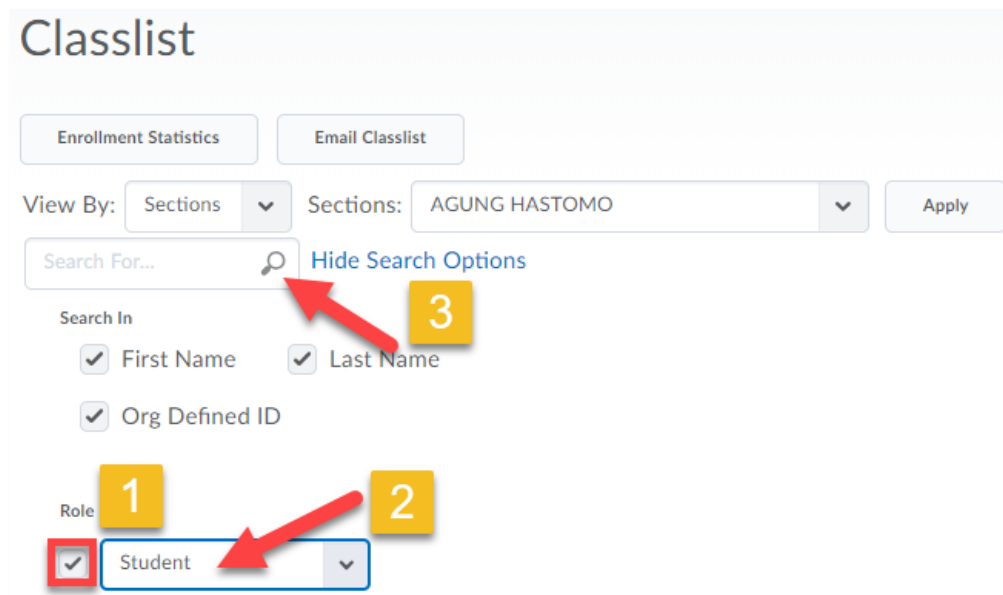 Classlist
Enrollment Statistics Email Classlist
View By: Sections Sections: AGUNG HASTOMO Apply
Search For... Hide Search Options
3
Search In
First Name Last Name
Org Defined ID
1
2
Role
Student